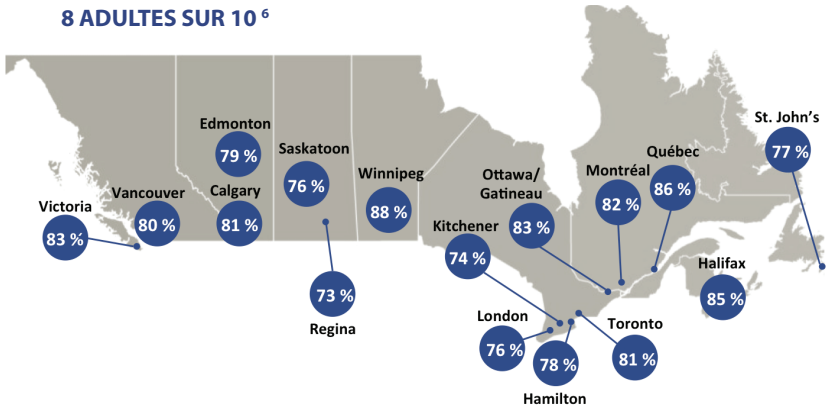 8 ADULTES SUR 10 6
Edmonton
79 %
Saskatoon
76 %
Winnipeg
88 %
Calgary
81 %
Vancouver
80 %
Victoria
83 %
73 %
Regina
Ottawa/
Gatineau
83 %
Kitchener
74 %
Montréal
82 %
Québec
86 %
St. John's
77 %
Halifax
85 %
London
76 %
78 %
Hamilton
Toronto
81 %